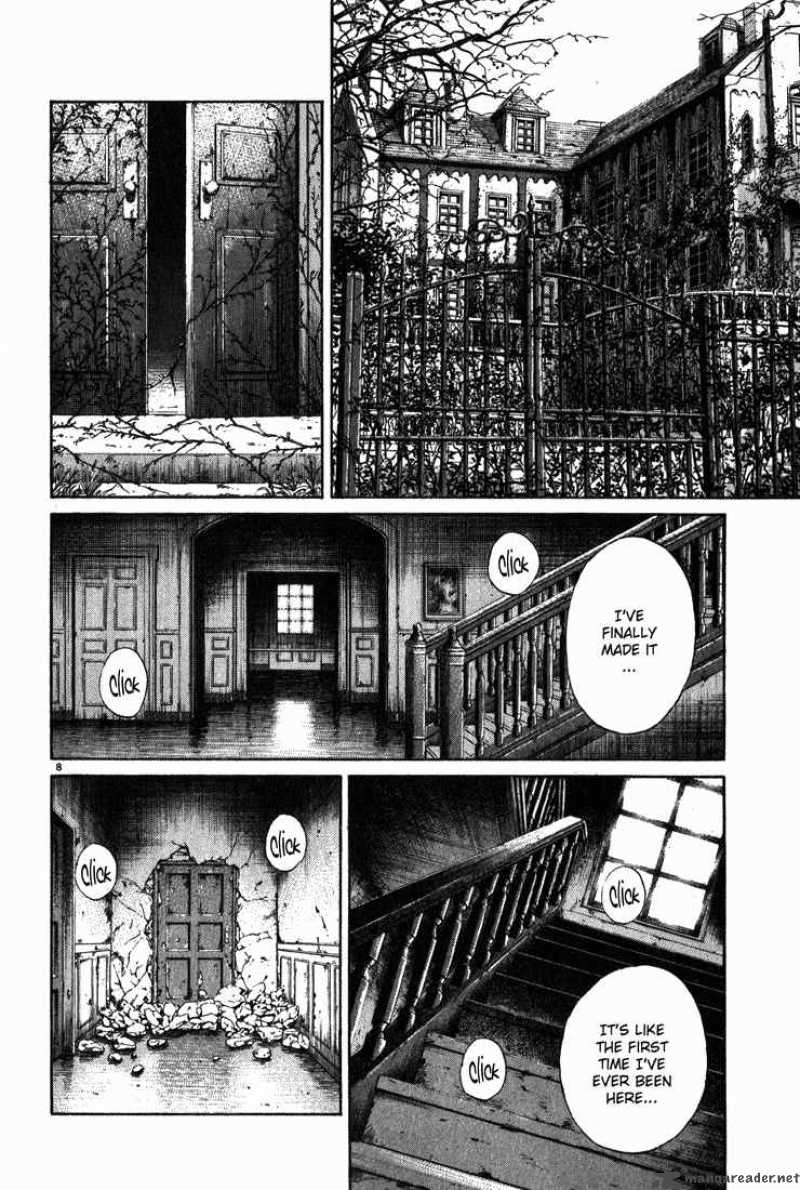 Click
I'VE
FINALLY
MADE IT
...
Click
8
Click
IT'S LIKE
THE FIRST
TIME I'VE
EVER BEEN
HERE...
Click
Click
Click
mangareader.net